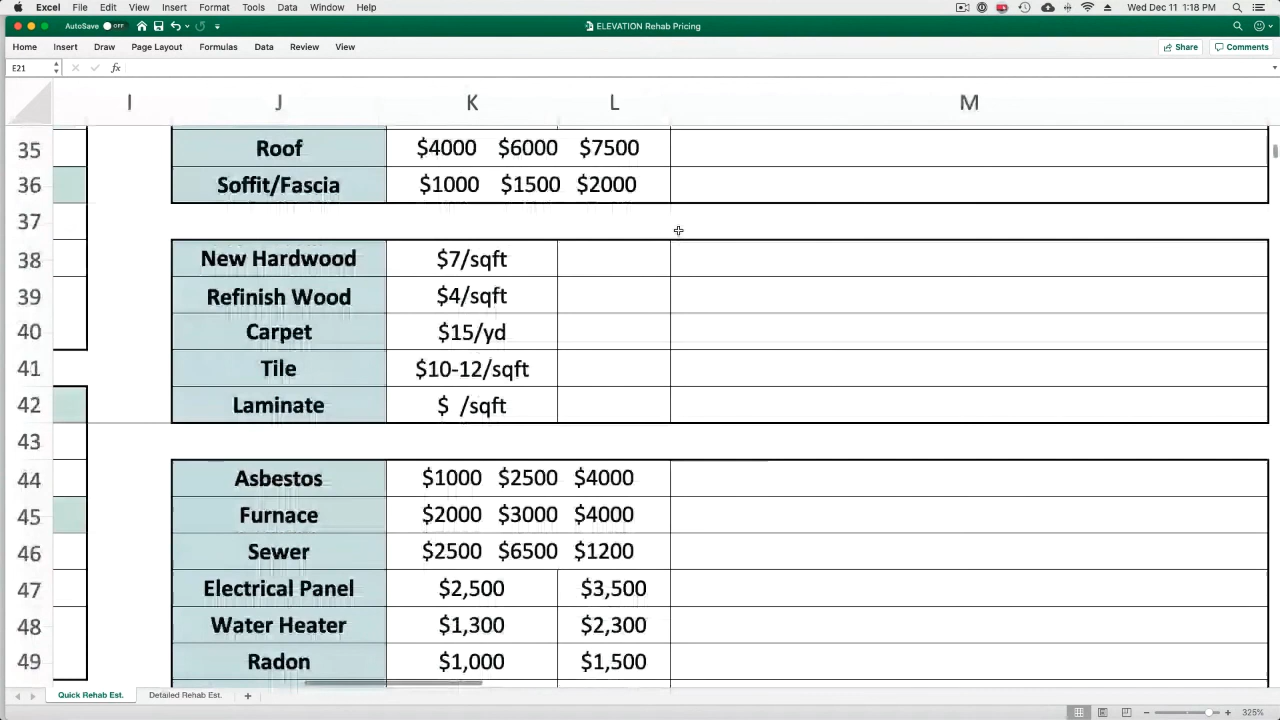 Excel File Edit View Insert Format Tools Data Window Help Wed Dec 11 1:18 PM
AutoSave OFF ELEVATION Rehab Pricing
Home Insert Draw Page Layout Formulas Data Review View Share Comments
E21 fx
I J K L M
35 Roof $4000 $6000 $7500
36 Soffit/Fascia $1000 $1500 $2000
37
38 New Hardwood $7/sqft
39 Refinish Wood $4/sqft
40 Carpet $15/yd
41 Tile $10-12/sqft
42 Laminate $ /sqft
43
44 Asbestos $1000 $2500 $4000
45 Furnace $2000 $3000 $4000
46 Sewer $2500 $6500 $1200
47 Electrical Panel $2,500 $3,500
48 Water Heater $1,300 $2,300
49 Radon $1,000 $1,500
Quick Rehab Est. Detailed Rehab Est. +
325%